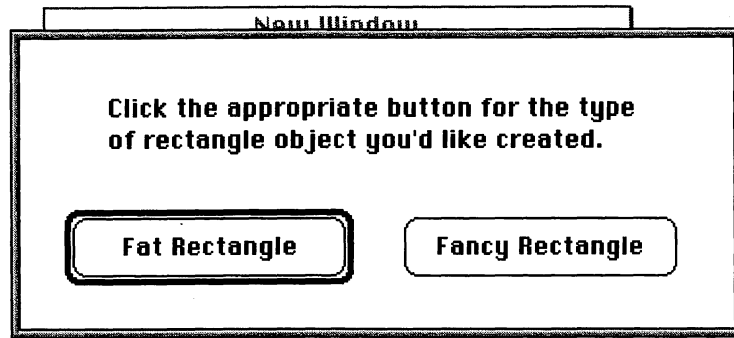 New Window
Click the appropriate button for the type
of rectangle object you'd like created.
Fat Rectangle
Fancy Rectangle